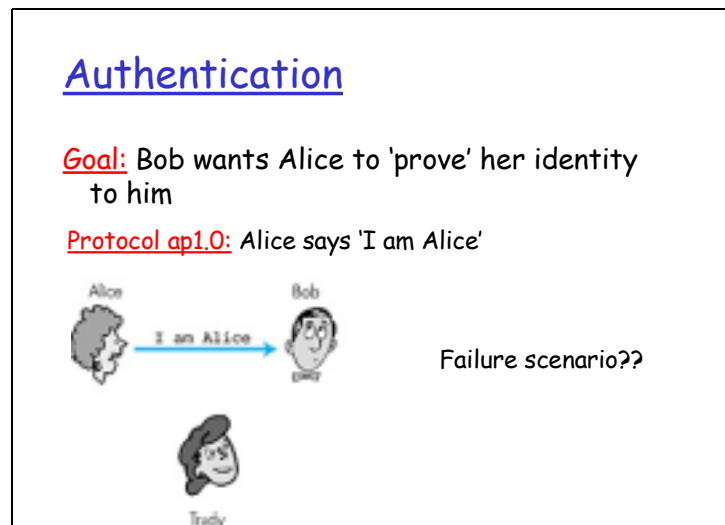 Authentication
Goal: Bob wants Alice to ‘prove’ her identity
to him
Protocol ap1.0: Alice says ‘I am Alice’
Alice
Bob
I am Alice
Failure scenario??
Trudy